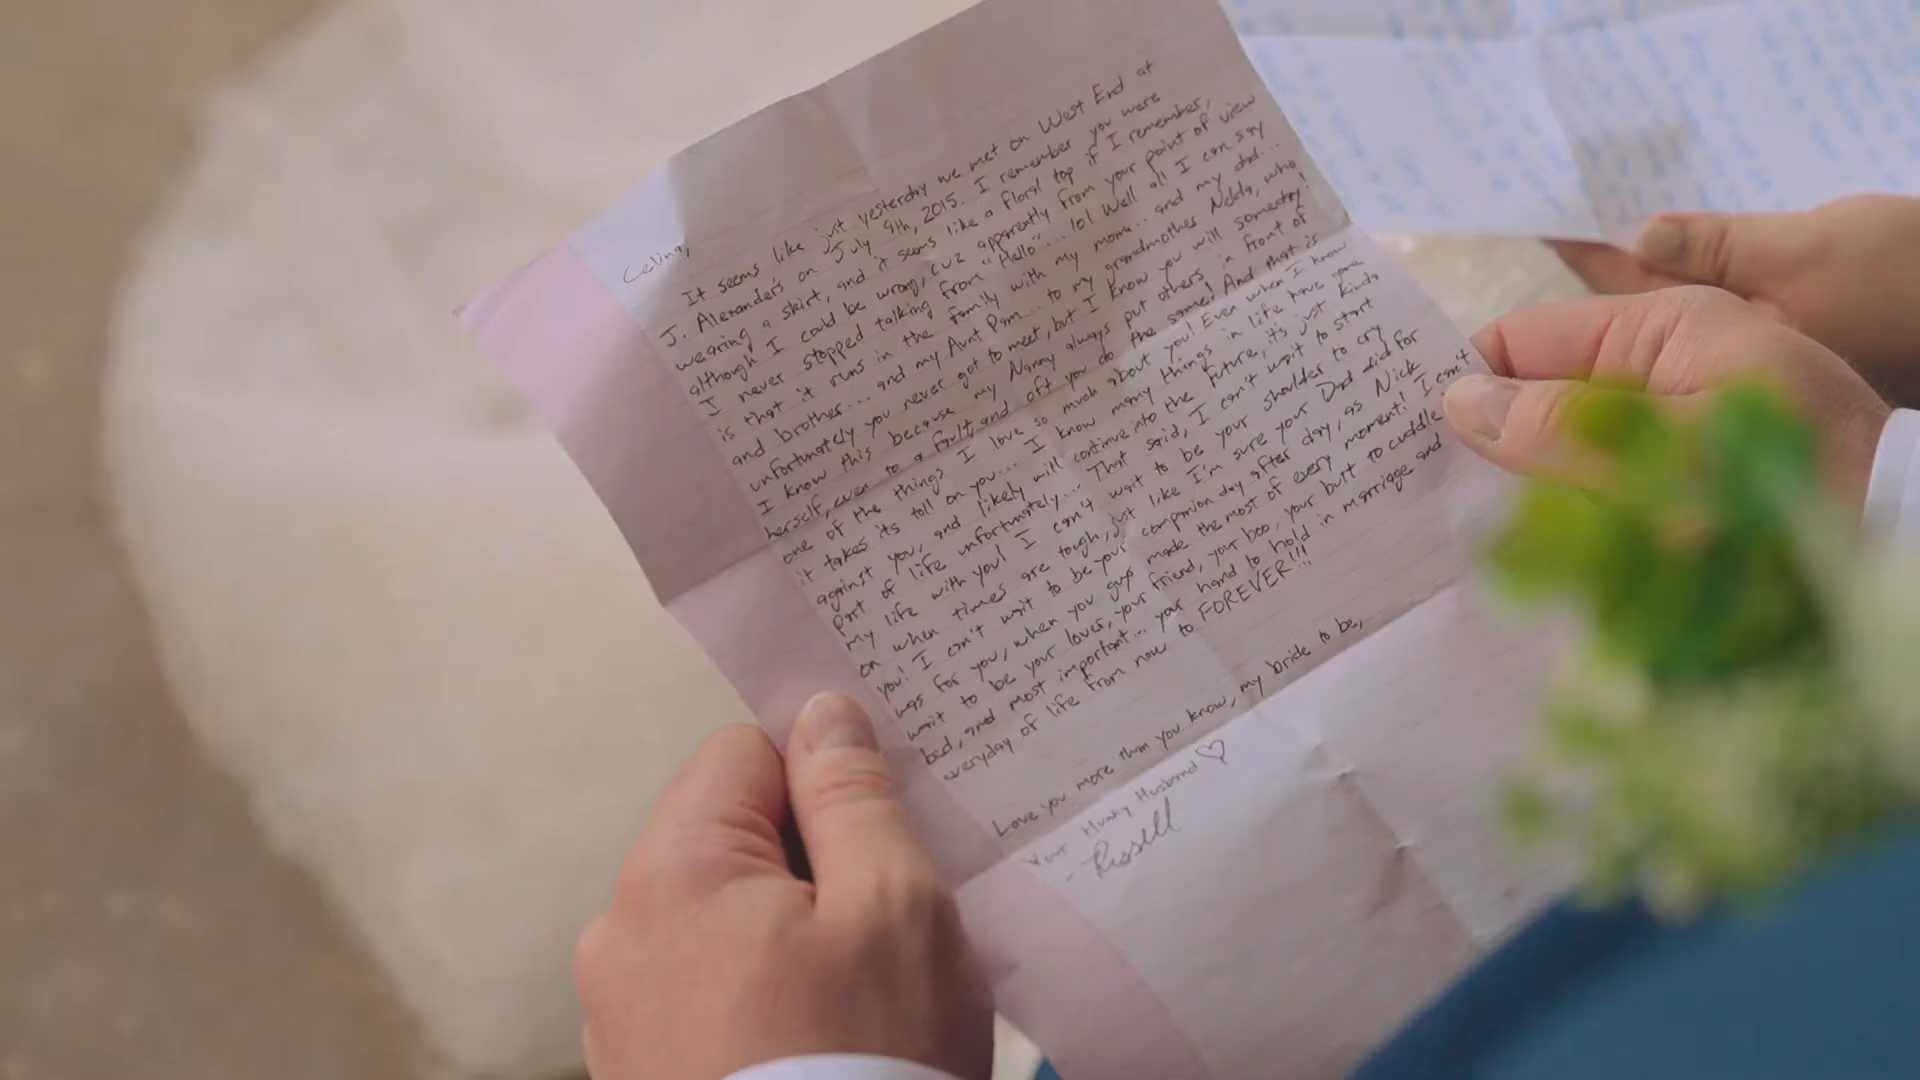 Celina,
It seems like just yesterday we met on West End at
J. Alexander's on July 9th, 2015. I remember you were
wearing a skirt, and it seems like a floral top if I remember,
although I could be wrong, cuz apparently from your point of view
I never stopped talking from "Hello"... lol Well all I can say
is that it runs in the family with my mom... and my dad...
and brother... and my Aunt Pam... to my grandmother Nelda, who
unfortunately you never got to meet, but I know you will someday!
I know this because my Nanny always put others in front of
herself, even to a fault, and oft you do the same! And that is
one of the things I love so much about you! Even when I know
it takes its toll on you... I know many things in life have gone
against you, and likely will continue into the future, it's just kinda
part of life unfortunately... That said, I can't wait to start
my life with you! I can't wait to be your shoulder to cry
on when times are tough, just like I'm sure your Dad did for
you! I can't wait to be your companion day after day, as Nick
was for you, when you guys made the most of every moment! I can't
wait to be your lover, your friend, your boo, your butt to cuddle
bed, and most important... your hand to hold in marriage and
everyday of life from now to FOREVER!!!
Love you more than you know, my bride to be,
Your Hunky Husband ♡
- Russell